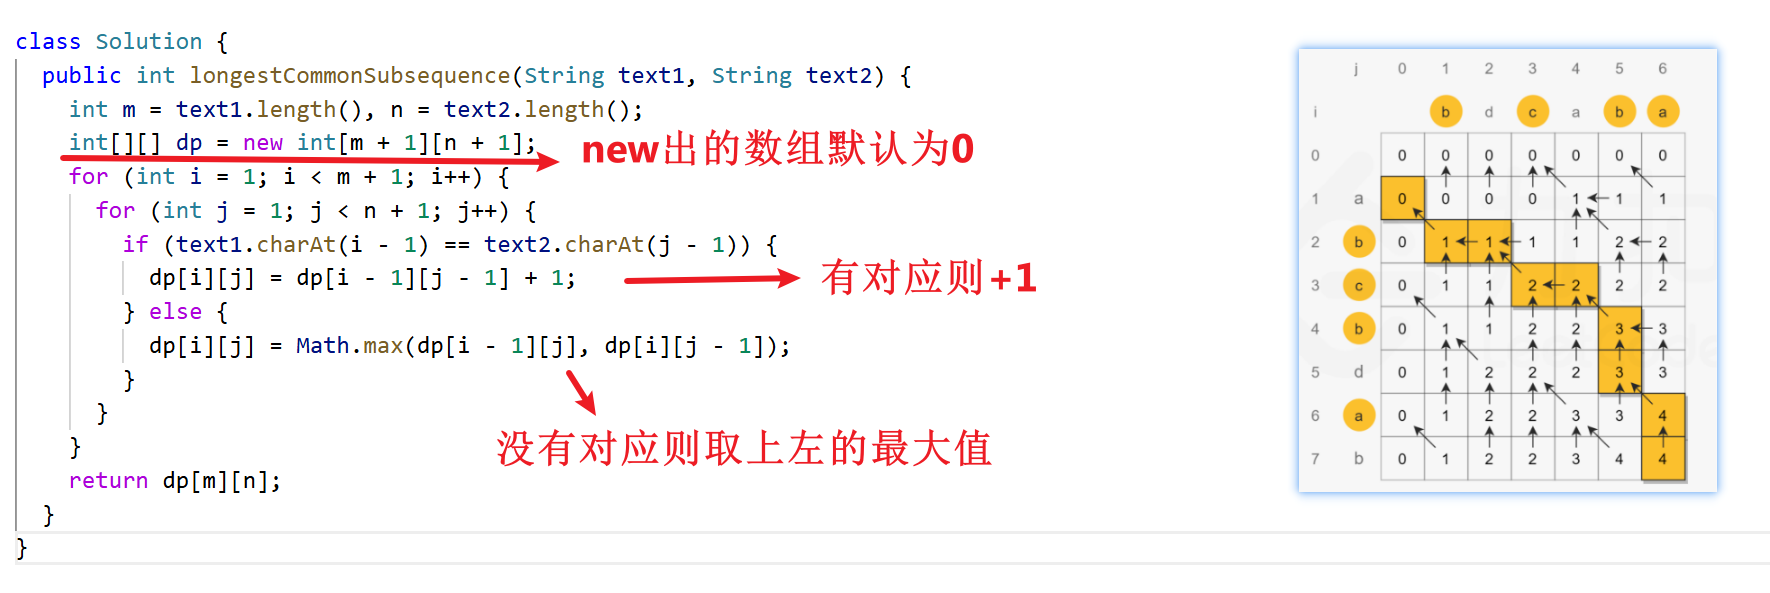 class Solution {
public int longestCommonSubsequence(String text1, String text2) {
int m = text1.length(), n = text2.length();
int[][] dp = new int[m + 1][n + 1];
new出的数组默认为0
for (int i = 1; i < m + 1; i++) {
for (int j = 1; j < n + 1; j++) {
if (text1.charAt(i - 1) == text2.charAt(j - 1)) {
dp[i][j] = dp[i - 1][j - 1] + 1;
有对应则+1
} else {
dp[i][j] = Math.max(dp[i - 1][j], dp[i][j - 1]);
没有对应则取上左的最大值
}
}
}
return dp[m][n];
}
}
j 0 1 2 3 4 5 6
i b d c a b a
0 0 0 0 0 0 0 0
1 a 0 0 0 0 1 1 1
2 b 0 1 1 1 1 2 2
3 c 0 1 1 2 2 2 2
4 b 0 1 1 2 2 3 3
5 d 0 1 2 2 2 3 3
6 a 0 1 2 2 3 3 4
7 b 0 1 2 2 3 4 4